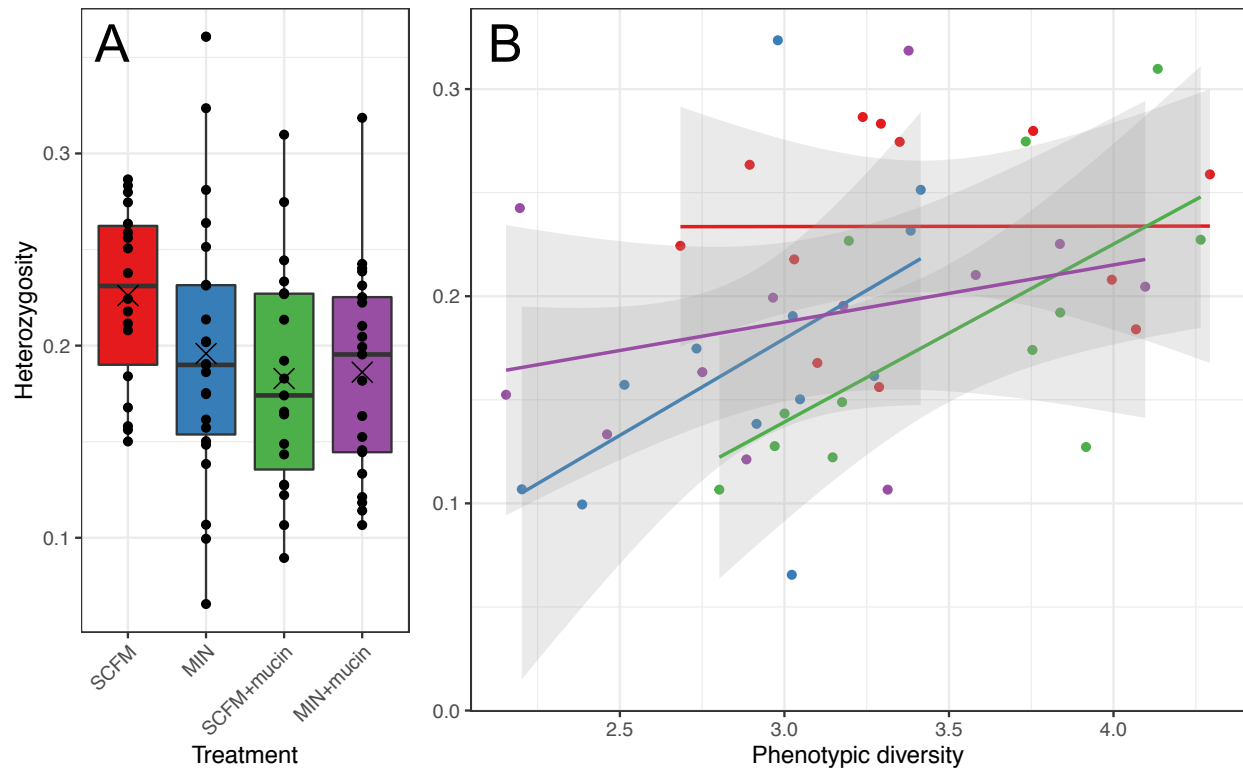 A
B
Heterozygosity
0.3
0.2
0.1
SCFM
MIN
SCFM+mucin
MIN+mucin
Treatment
0.3
0.2
0.1
0.0
2.5
3.0
3.5
4.0
Phenotypic diversity